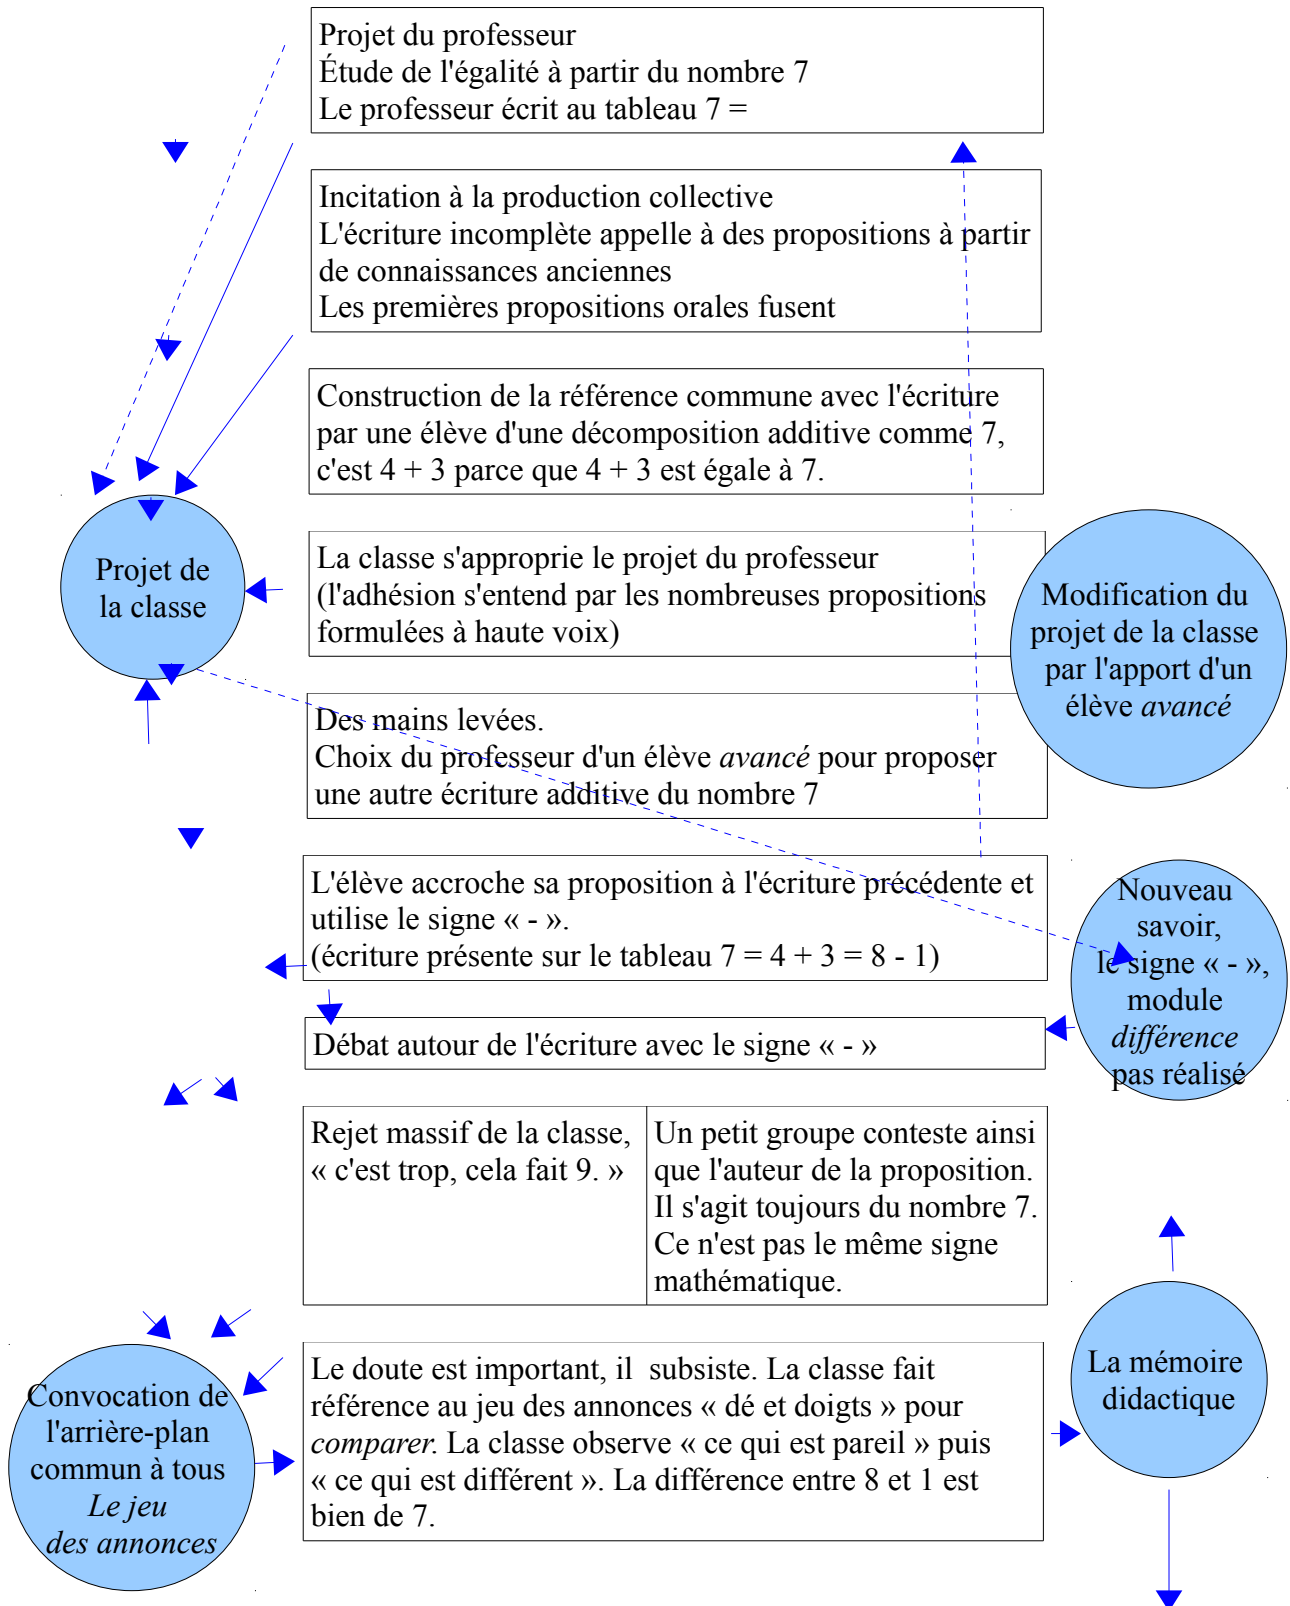 Projet du professeur
Étude de l'égalité à partir du nombre 7
Le professeur écrit au tableau 7 =
Incitation à la production collective
L'écriture incomplète appelle à des propositions à partir
de connaissances anciennes
Les premières propositions orales fusent
Construction de la référence commune avec l'écriture
par une élève d'une décomposition additive comme 7,
c'est 4 + 3 parce que 4 + 3 est égale à 7.
Projet de
la classe
La classe s'approprie le projet du professeur
(l'adhésion s'entend par les nombreuses propositions
formulées à haute voix)
Modification du
projet de la classe
par l'apport d'un
élève avancé
Des mains levées.
Choix du professeur d'un élève avancé pour proposer
une autre écriture additive du nombre 7
L'élève accroche sa proposition à l'écriture précédente et
utilise le signe « - ».
(écriture présente sur le tableau 7 = 4 + 3 = 8 - 1)
Nouveau
savoir,
le signe « - »,
module
différence
pas réalisé
Débat autour de l'écriture avec le signe « - »
Rejet massif de la classe,
« c'est trop, cela fait 9. »
Un petit groupe conteste ainsi
que l'auteur de la proposition.
Il s'agit toujours du nombre 7.
Ce n'est pas le même signe
mathématique.
Convocation de
l'arrière-plan
commun à tous
Le jeu
des annonces
Le doute est important, il  subsiste. La classe fait
référence au jeu des annonces « dé et doigts » pour
comparer. La classe observe « ce qui est pareil » puis
« ce qui est différent ». La différence entre 8 et 1 est
bien de 7.
La mémoire
didactique